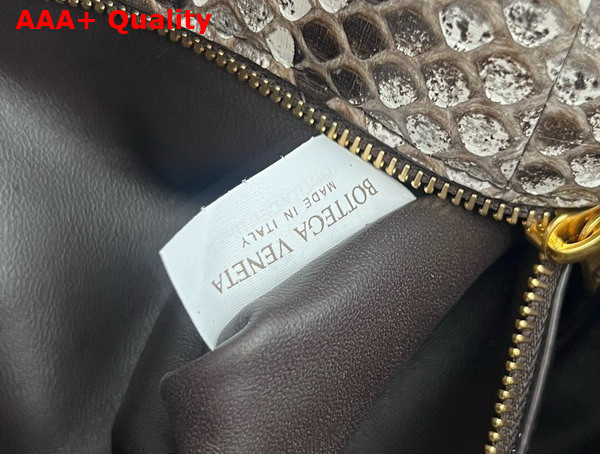 AAA+ Quality
BOTTEGA VENETA
MADE IN ITALY